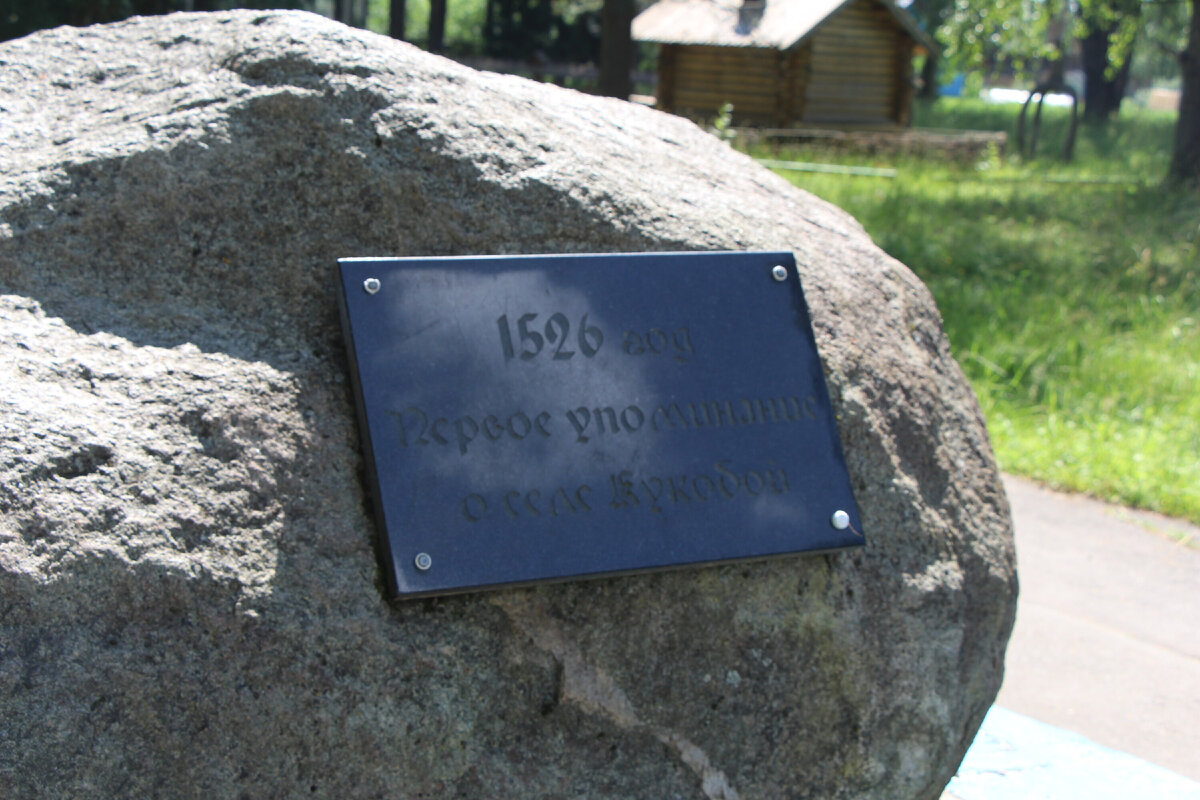 1526 год
Первое упоминание
о селе Кукобой